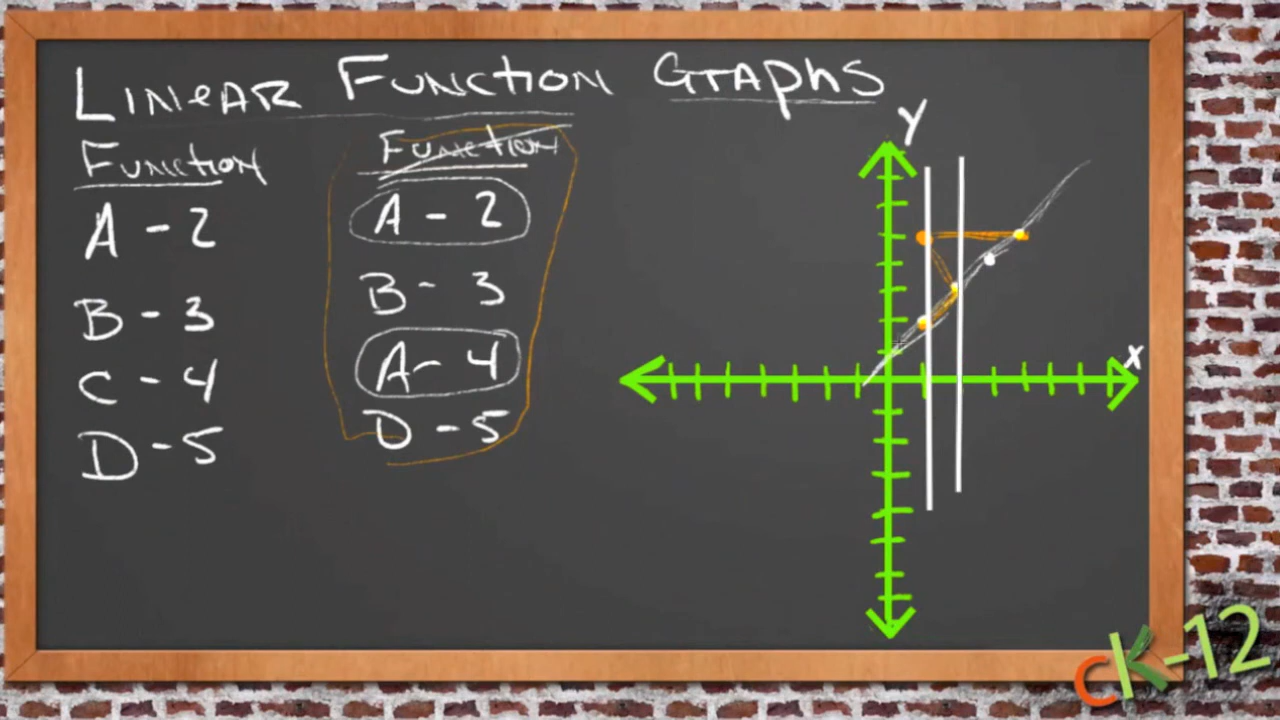 LINeAR FuNCTiON GRAphS
FuNCTiON
A - 2
B - 3
C - 4
D - 5
FuNCTiON
A - 2
B - 3
A - 4
D - 5
y
x
cK-12